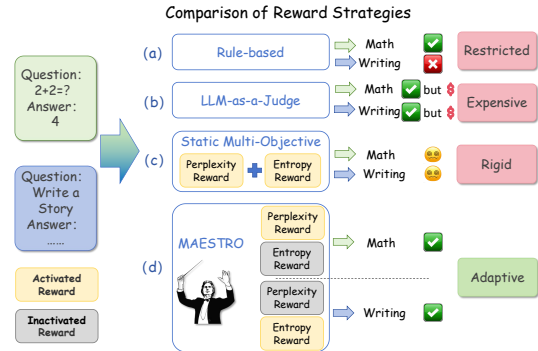 Comparison of Reward Strategies
Question:
2+2=?
Answer:
4
Question:
Write a
Story
Answer:
......
Activated
Reward
Inactivated
Reward
(a)
Rule-based
Math
Writing
Restricted
(b)
LLM-as-a-Judge
Math
but $
Writing
but $
Expensive
(c)
Static Multi-Objective
Perplexity
Reward
Entropy
Reward
Math
Writing
Rigid
(d)
MAESTRO
Perplexity
Reward
Entropy
Reward
Math
Perplexity
Reward
Entropy
Reward
Writing
Adaptive